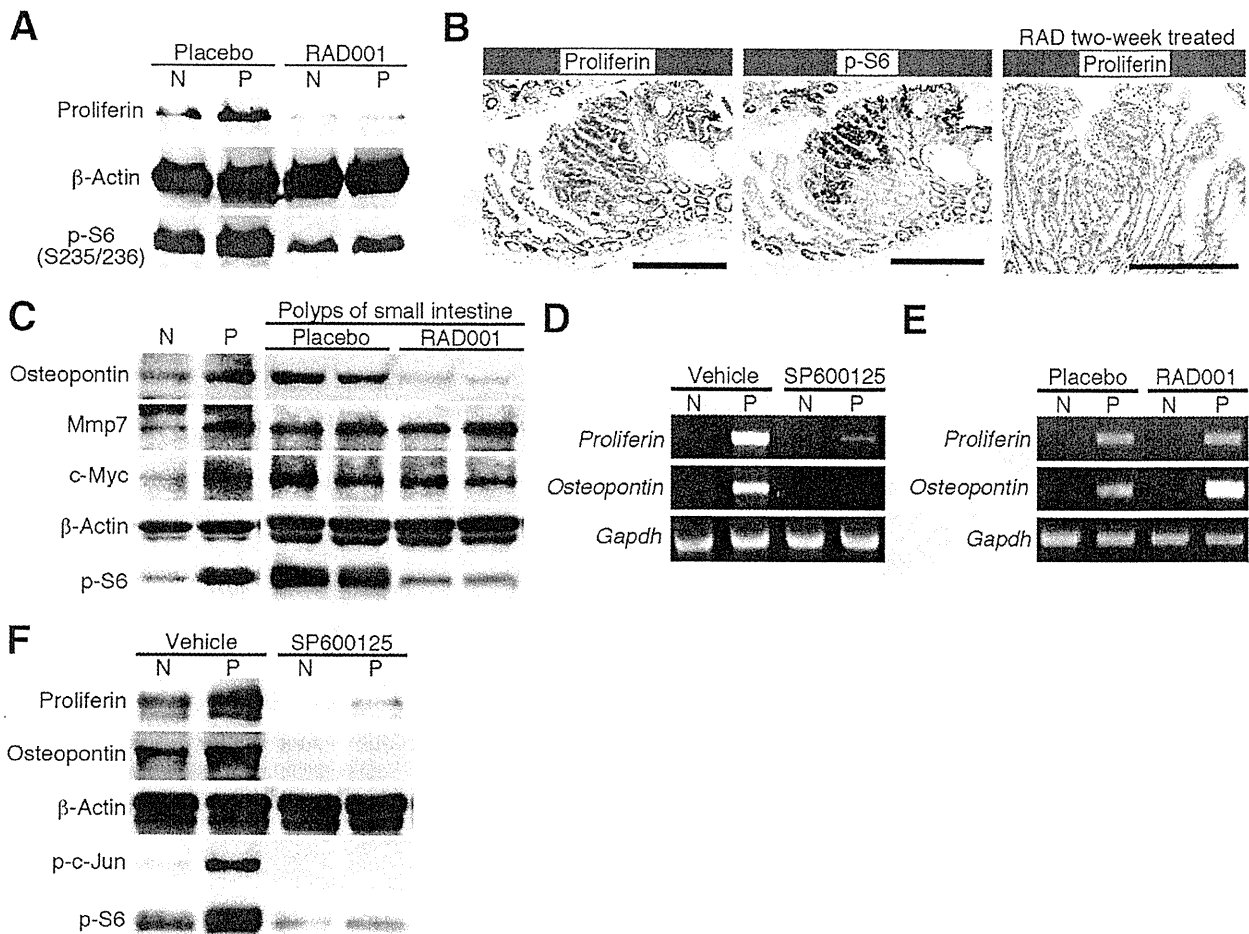 A
Placebo RAD001
N P N P
Proliferin
β-Actin
p-S6
(S235/236)
B
RAD two-week treated
Proliferin p-S6 Proliferin
C
Polyps of small intestine
N P Placebo RAD001
Osteopontin
Mmp7
c-Myc
β-Actin
p-S6
D
Vehicle SP600125
N P N P
Proliferin
Osteopontin
Gapdh
E
Placebo RAD001
N P N P
Proliferin
Osteopontin
Gapdh
F
Vehicle SP600125
N P N P
Proliferin
Osteopontin
β-Actin
p-c-Jun
p-S6